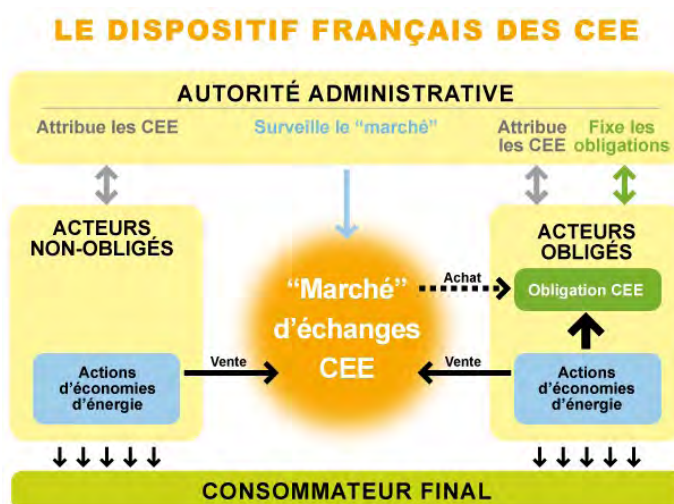 LE DISPOSITIF FRANÇAIS DES CEE
AUTORITÉ ADMINISTRATIVE
Attribue les CEE
Surveille le “marché”
Attribue
les CEE
Fixe les
obligations
ACTEURS
NON-OBLIGÉS
ACTEURS
OBLIGÉS
“Marché”
d’échanges
CEE
Achat
Obligation CEE
Vente
Vente
Actions
d’économies
d’énergie
Actions
d’économies
d’énergie
CONSOMMATEUR FINAL